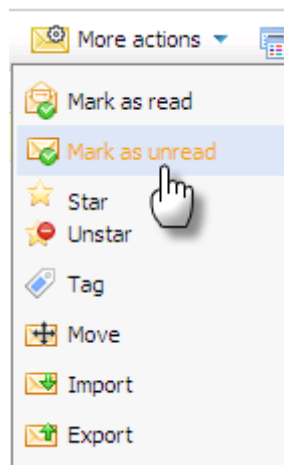 More actions
Mark as read
Mark as unread
Star
Unstar
Tag
Move
Import
Export